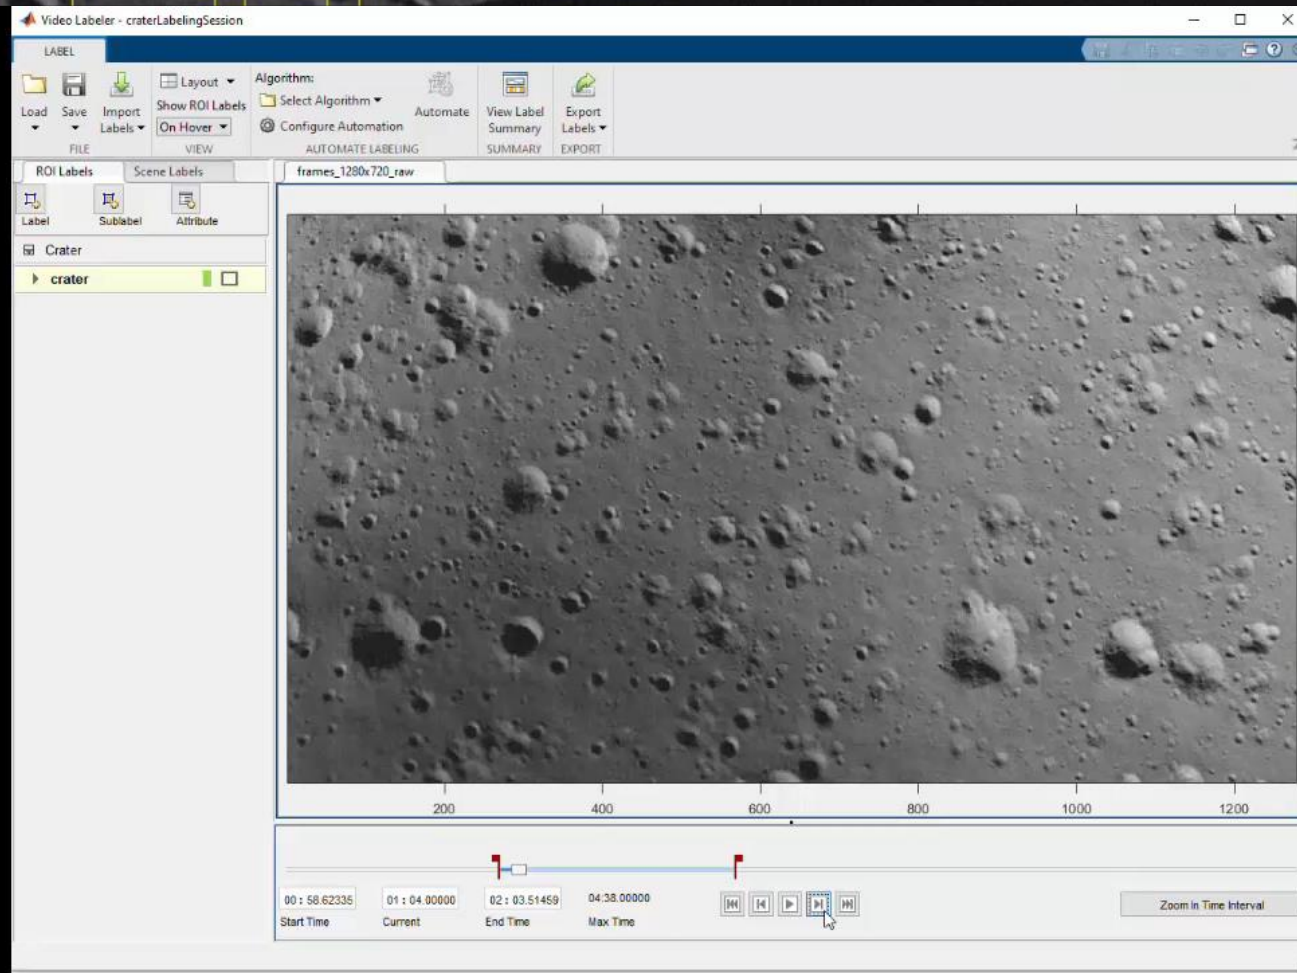 Video Labeler - craterLabelingSession
LABEL
Load
Save
Import Labels
Layout
Show ROI Labels
On Hover
Algorithm:
Select Algorithm
Configure Automation
Automate
View Label Summary
Export Labels
FILE
VIEW
AUTOMATE LABELING
SUMMARY
EXPORT
ROI Labels
Scene Labels
frames_1280x720_raw
Label
Sublabel
Attribute
Crater
crater
200 400 600 800 1000 1200
00 : 58.62335
01 : 04.00000
02 : 03.51459
04:38.00000
Start Time
Current
End Time
Max Time
Zoom In Time Interval